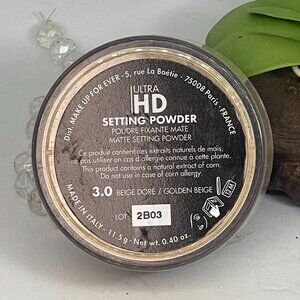 Dist. MAKE UP FOR EVER - 5, rue La Boétie - 75008 Paris - FRANCE
ULTRA
HD
SETTING POWDER
POUDRE FIXANTE MATE
MATTE SETTING POWDER
Ce produit contient des extraits naturels de maïs,
ne pas utiliser en cas d'allergie connue à cette plante.
This product contains a natural extract of corn.
Do not use in case of corn allergy.
3.0 BEIGE DORÉ / GOLDEN BEIGE
LOT: 2B03
MADE IN ITALY - 11.5 g - Net wt. 0.40 oz.